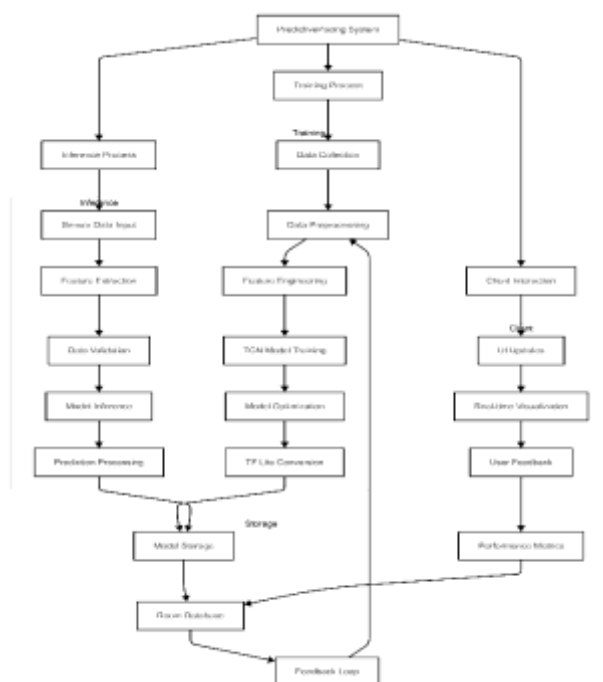 PredictivePacing System
Training Process
Training
Inference Process
Data Collection
Inference
Sensor Data Input
Data Preprocessing
Feature Extraction
Feature Engineering
Client Interaction
Client
Data Validation
TCN Model Training
UI Updates
Model Inference
Model Optimization
Real-time Visualization
Prediction Processing
TF Lite Conversion
User Feedback
Storage
Model Storage
Performance Metrics
Room Database
Feedback Loop